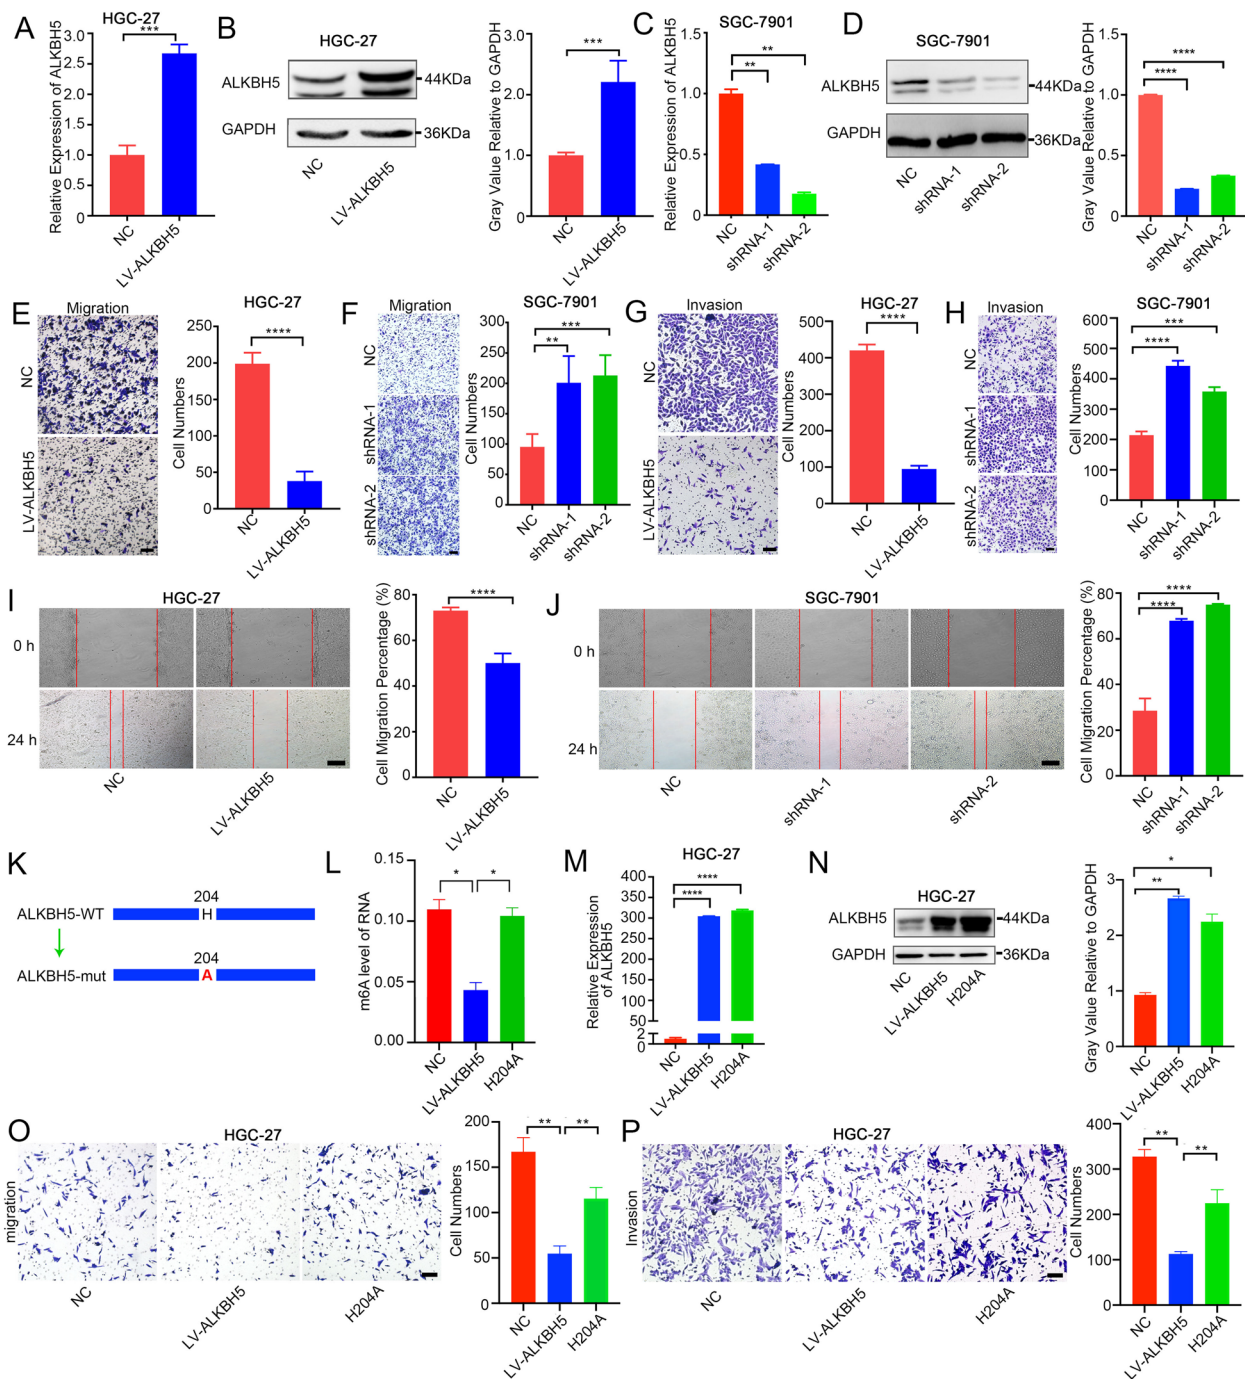 A
HGC-27
Relative Expression of ALKBH5
3.0
2.5
2.0
1.5
1.0
0.5
0
***
NC
LV-ALKBH5
B
HGC-27
ALKBH5
44KDa
GAPDH
36KDa
NC
LV-ALKBH5
Gray Value Relative to GAPDH
3.0
2.0
1.0
0
***
NC
LV-ALKBH5
C
SGC-7901
Relative Expression of ALKBH5
1.5
1.0
0.5
0
**
**
NC
shRNA-1
shRNA-2
D
SGC-7901
ALKBH5
44KDa
GAPDH
36KDa
NC
shRNA-1
shRNA-2
Gray Value Relative to GAPDH
1.5
1.0
0.5
0
****
****
NC
shRNA-1
shRNA-2
E
Migration
NC
LV-ALKBH5
HGC-27
Cell Numbers
250
200
150
100
50
0
****
NC
LV-ALKBH5
F
Migration
NC
shRNA-1
shRNA-2
SGC-7901
Cell Numbers
300
250
200
150
100
50
0
***
**
NC
shRNA-1
shRNA-2
G
Invasion
NC
LV-ALKBH5
HGC-27
Cell Numbers
500
400
300
200
100
0
****
NC
LV-ALKBH5
H
Invasion
NC
shRNA-1
shRNA-2
SGC-7901
Cell Numbers
600
500
400
300
200
100
0
***
****
NC
shRNA-1
shRNA-2
I
HGC-27
0 h
24 h
NC
LV-ALKBH5
Cell Migration Percentage (%)
80
60
40
20
0
****
NC
LV-ALKBH5
J
SGC-7901
0 h
24 h
NC
shRNA-1
shRNA-2
Cell Migration Percentage (%)
80
60
40
20
0
****
****
NC
shRNA-1
shRNA-2
K
204
ALKBH5-WT
H
204
ALKBH5-mut
A
L
m6A level of RNA
0.15
0.10
0.05
0.00
*
*
NC
LV-ALKBH5
H204A
M
HGC-27
Relative Expression
of ALKBH5
400
350
300
250
200
150
100
50
2
0
****
****
NC
LV-ALKBH5
H204A
N
HGC-27
ALKBH5
44KDa
GAPDH
36KDa
NC
LV-ALKBH5
H204A
Gray Value Relative to GAPDH
3
2
1
0
*
**
NC
LV-ALKBH5
H204A
O
HGC-27
migration
NC
LV-ALKBH5
H204A
Cell Numbers
200
150
100
50
0
**
**
NC
LV-ALKBH5
H204A
P
HGC-27
Invasion
NC
LV-ALKBH5
H204A
Cell Numbers
400
300
200
100
0
**
**
NC
LV-ALKBH5
H204A